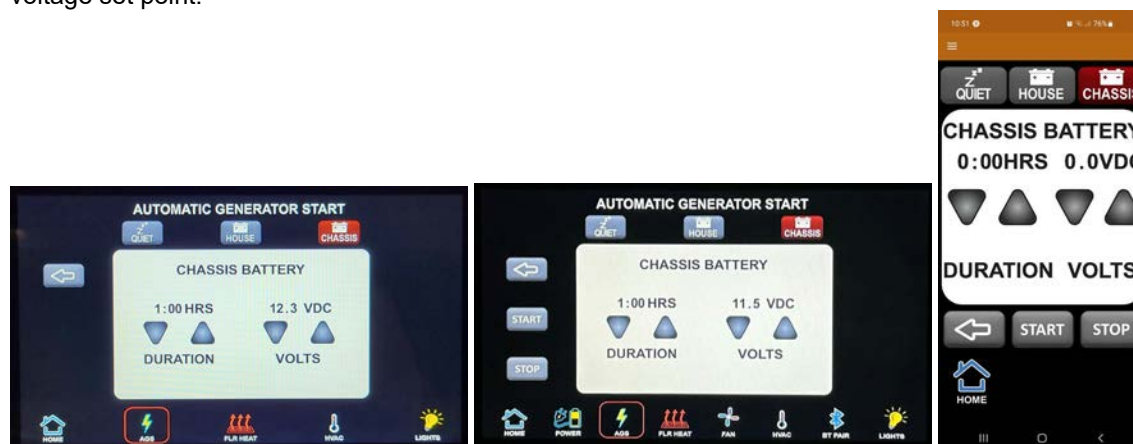 voltage set point.
AUTOMATIC GENERATOR START
QUIET HOUSE CHASSIS
CHASSIS BATTERY
1:00 HRS 12.3 VDC
DURATION VOLTS
HOME AGS FLR HEAT HVAC LIGHTS
AUTOMATIC GENERATOR START
QUIET HOUSE CHASSIS
CHASSIS BATTERY
START
1:00 HRS 11.5 VDC
DURATION VOLTS
STOP
HOME POWER AGS FLR HEAT FAN HVAC BT PAIR LIGHTS
10:51 76%
QUIET HOUSE CHASSIS
CHASSIS BATTERY
0:00HRS 0.0VDC
DURATION VOLTS
START STOP
HOME